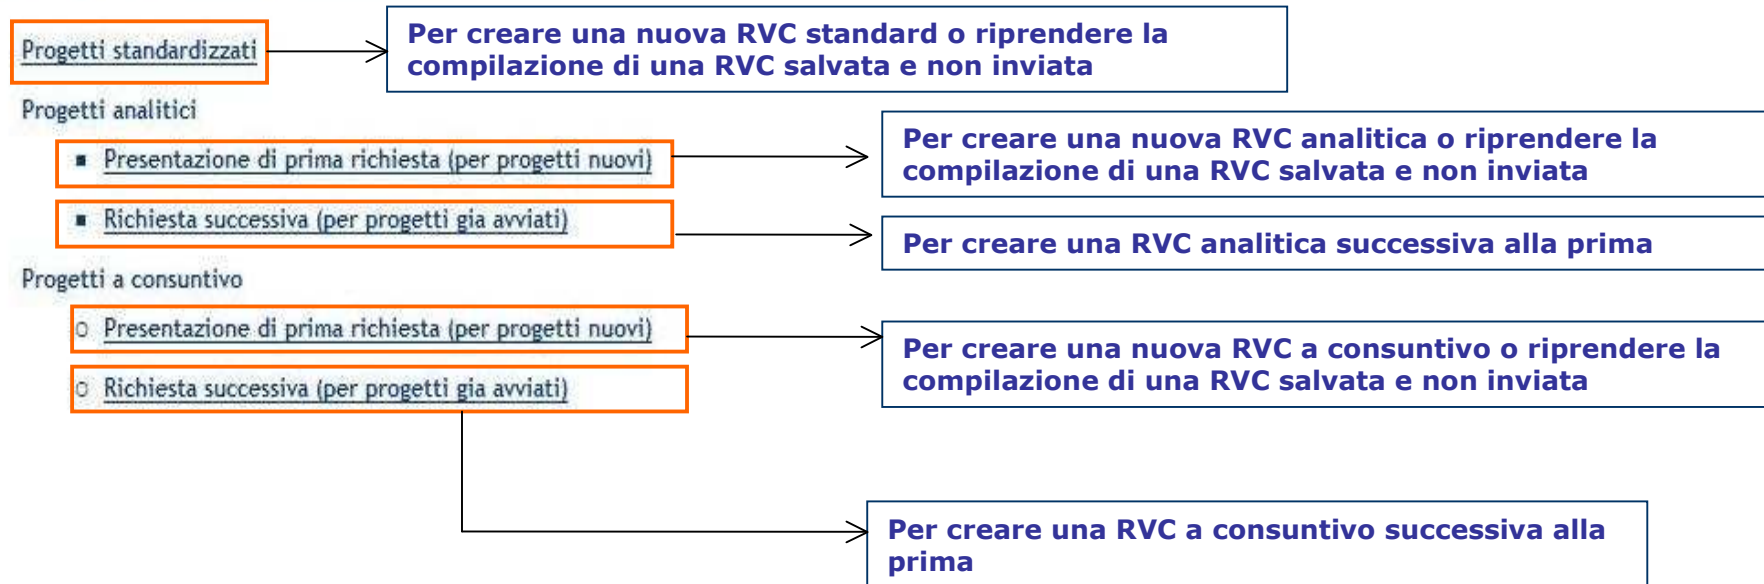 Progetti standardizzati
Per creare una nuova RVC standard o riprendere la
compilazione di una RVC salvata e non inviata
Progetti analitici
Presentazione di prima richiesta (per progetti nuovi)
Per creare una nuova RVC analitica o riprendere la
compilazione di una RVC salvata e non inviata
Richiesta successiva (per progetti gia avviati)
Per creare una RVC analitica successiva alla prima
Progetti a consuntivo
Presentazione di prima richiesta (per progetti nuovi)
Per creare una nuova RVC a consuntivo o riprendere la
compilazione di una RVC salvata e non inviata
Richiesta successiva (per progetti gia avviati)
Per creare una RVC a consuntivo successiva alla
prima